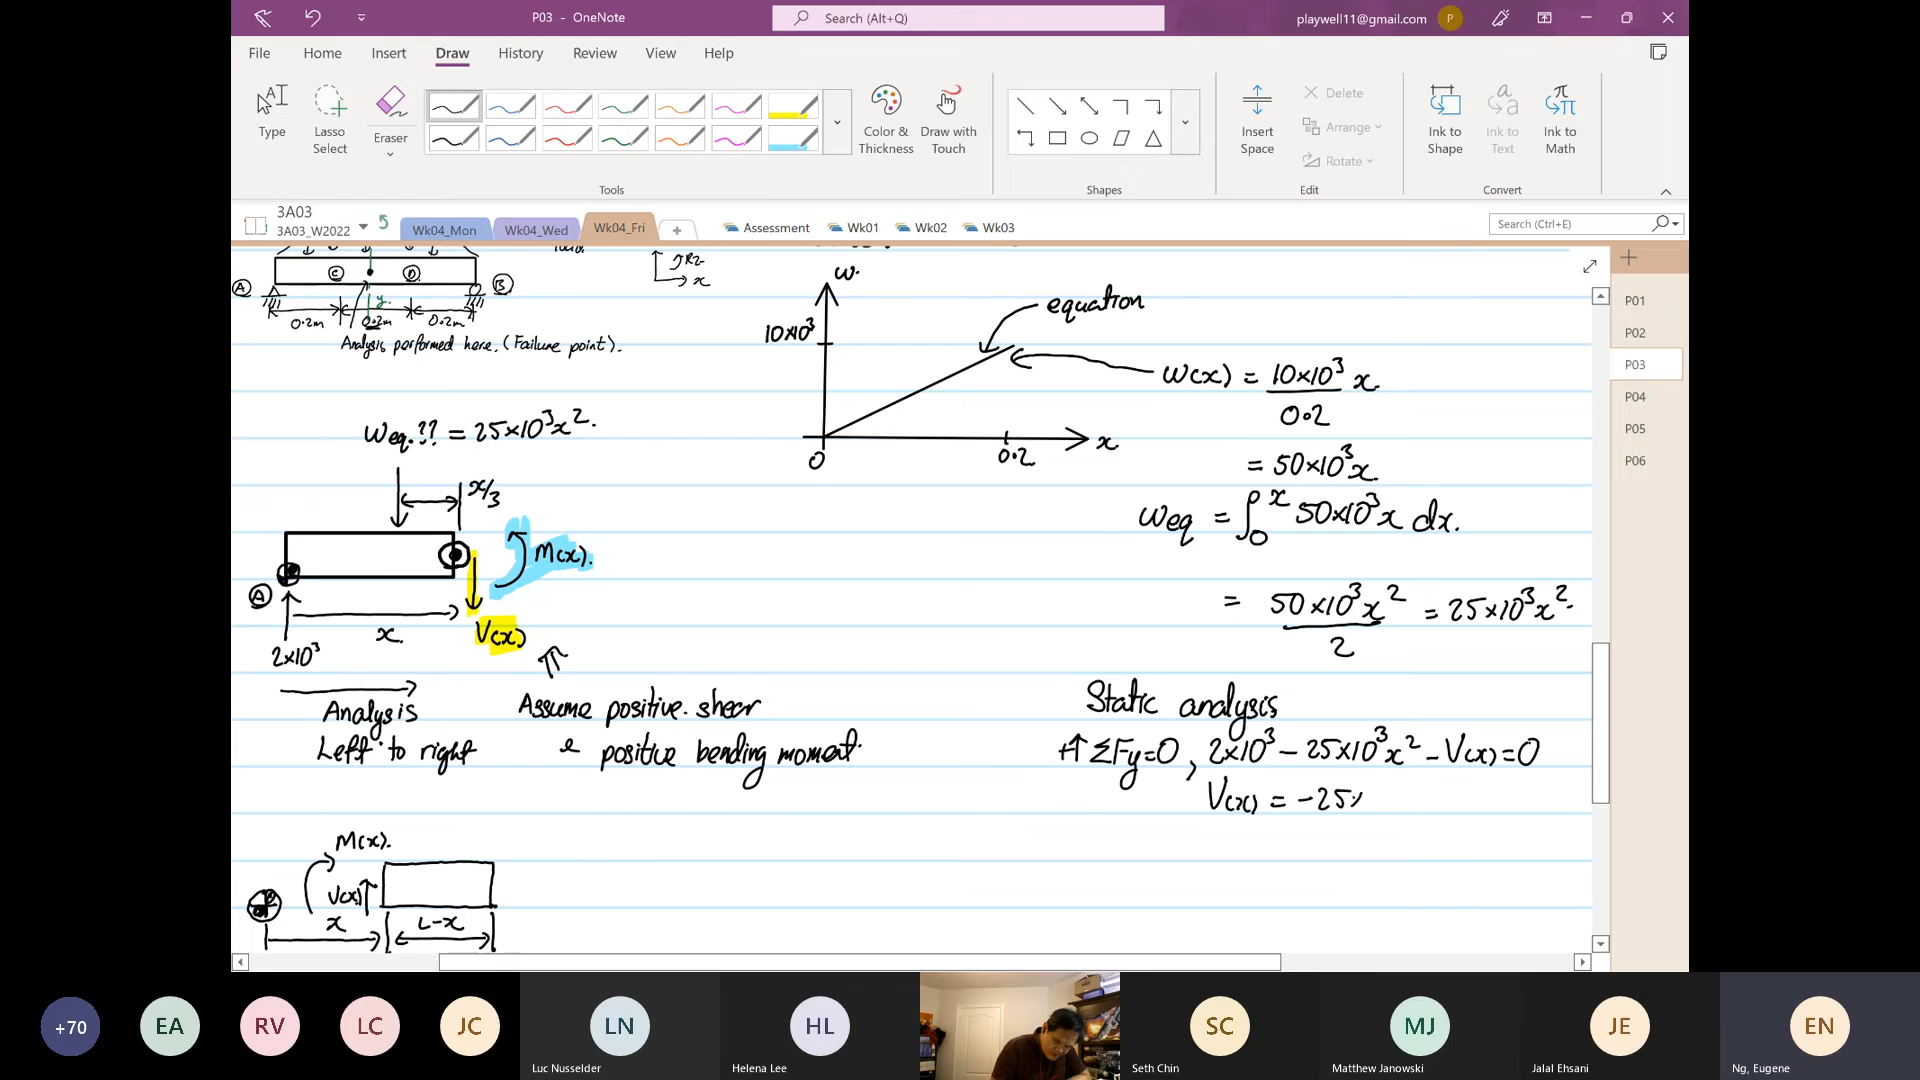 P03 - OneNote
Search (Alt+Q)
playwell11@gmail.com
P
File Home Insert Draw History Review View Help
Type
Lasso Select
Eraser
Color & Thickness
Draw with Touch
Insert Space
Delete
Arrange
Rotate
Ink to Shape
Ink to Text
Ink to Math
Tools
Shapes
Edit
Convert
3A03
3A03_W2022
Wk04_Mon
Wk04_Wed
Wk04_Fri
Assessment
Wk01
Wk02
Wk03
Search (Ctrl+E)
P01
P02
P03
P04
P05
P06
C D
A B
y.
0.2m 0.2m 0.2m
Analysis performed here. (Failure point).
R2
x
w.
10×10³
0
0.2
x
equation
w(x) = 10×10³ x
0.2
= 50×10³x
Weq = ∫₀ˣ 50×10³x dx.
= 50×10³x² = 25×10³x².
2
Weq.?? = 25×10³x².
x/3
M(x).
A
x.
V(x)
2×10³
Analysis
Left to right
Assume positive shear
& positive bending moment.
Static analysis
+↑ ΣFy=0, 2×10³ − 25×10³x² − V(x) = 0
V(x) = −25×
M(x).
V(x)
x
L−x
+70
EA
RV
LC
JC
LN
Luc Nusselder
HL
Helena Lee
SC
Seth Chin
MJ
Matthew Janowski
JE
Jalal Ehsani
EN
Ng, Eugene